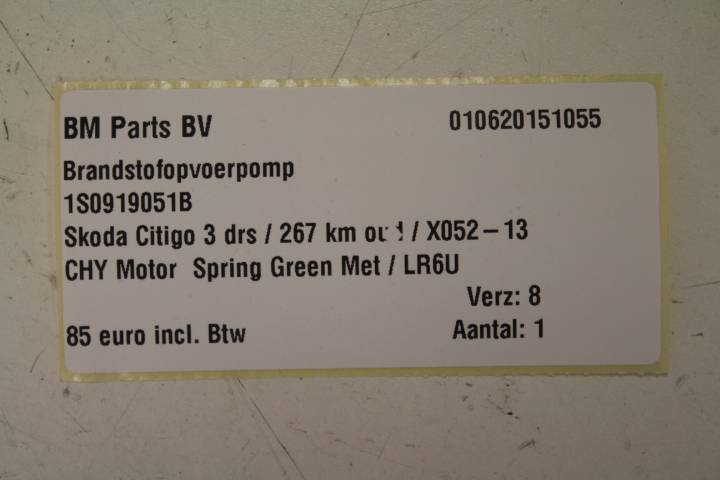 BM Parts BV 010620151055
Brandstofopvoerpomp
1S0919051B
Skoda Citigo 3 drs / 267 km / X052-13
CHY Motor Spring Green Met / LR6U
Verz: 8
85 euro incl. Btw Aantal: 1